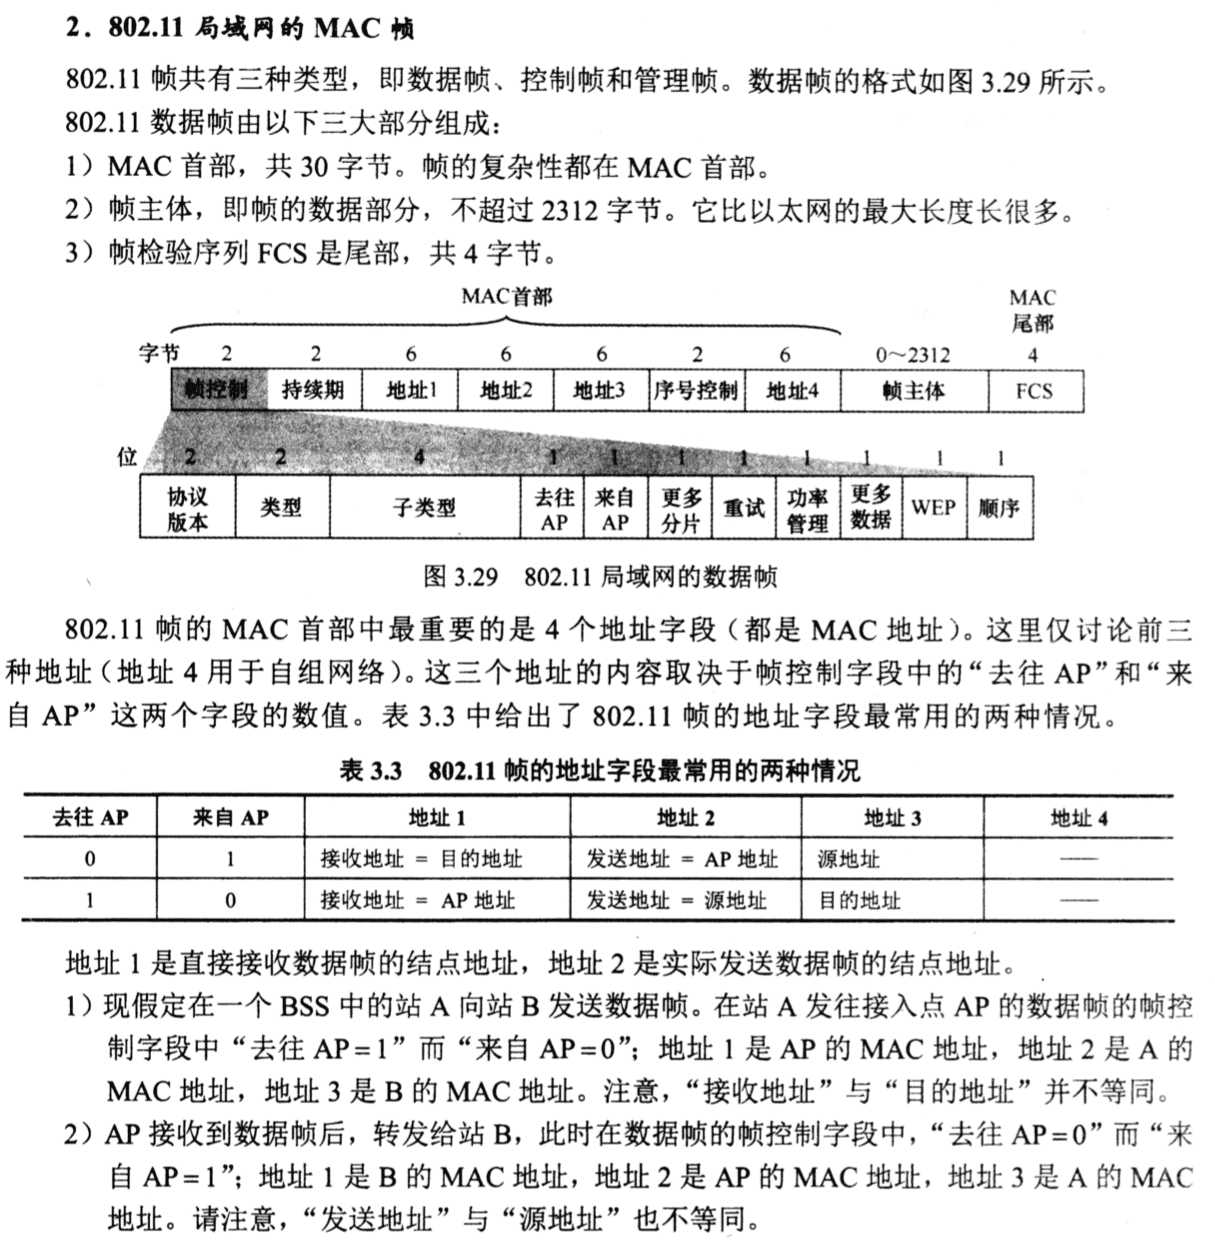 2. 802.11 局域网的 MAC 帧
802.11 帧共有三种类型，即数据帧、控制帧和管理帧。数据帧的格式如图 3.29 所示。
802.11 数据帧由以下三大部分组成：
1）MAC 首部，共 30 字节。帧的复杂性都在 MAC 首部。
2）帧主体，即帧的数据部分，不超过 2312 字节。它比以太网的最大长度长很多。
3）帧检验序列 FCS 是尾部，共 4 字节。
MAC首部 MAC
尾部
字节 2 2 6 6 6 2 6 0～2312 4
帧控制 持续期 地址1 地址2 地址3 序号控制 地址4 帧主体 FCS
位 2 2 4 1 1 1 1 1 1 1 1
协议版本 类型 子类型 去往AP 来自AP 更多分片 重试 功率管理 更多数据 WEP 顺序
图 3.29 802.11 局域网的数据帧
802.11 帧的 MAC 首部中最重要的是 4 个地址字段（都是 MAC 地址）。这里仅讨论前三
种地址（地址 4 用于自组网络）。这三个地址的内容取决于帧控制字段中的“去往 AP”和“来
自 AP”这两个字段的数值。表 3.3 中给出了 802.11 帧的地址字段最常用的两种情况。
表 3.3 802.11 帧的地址字段最常用的两种情况
去往 AP 来自 AP 地址 1 地址 2 地址 3 地址 4
0 1 接收地址 = 目的地址 发送地址 = AP 地址 源地址 ——
1 0 接收地址 = AP 地址 发送地址 = 源地址 目的地址 ——
地址 1 是直接接收数据帧的结点地址，地址 2 是实际发送数据帧的结点地址。
1）现假定在一个 BSS 中的站 A 向站 B 发送数据帧。在站 A 发往接入点 AP 的数据帧的帧控
制字段中“去往 AP=1”而“来自 AP=0”；地址 1 是 AP 的 MAC 地址，地址 2 是 A 的
MAC 地址，地址 3 是 B 的 MAC 地址。注意，“接收地址”与“目的地址”并不等同。
2）AP 接收到数据帧后，转发给站 B，此时在数据帧的帧控制字段中，“去往 AP=0”而“来
自 AP=1”；地址 1 是 B 的 MAC 地址，地址 2 是 AP 的 MAC 地址，地址 3 是 A 的 MAC
地址。请注意，“发送地址”与“源地址”也不等同。